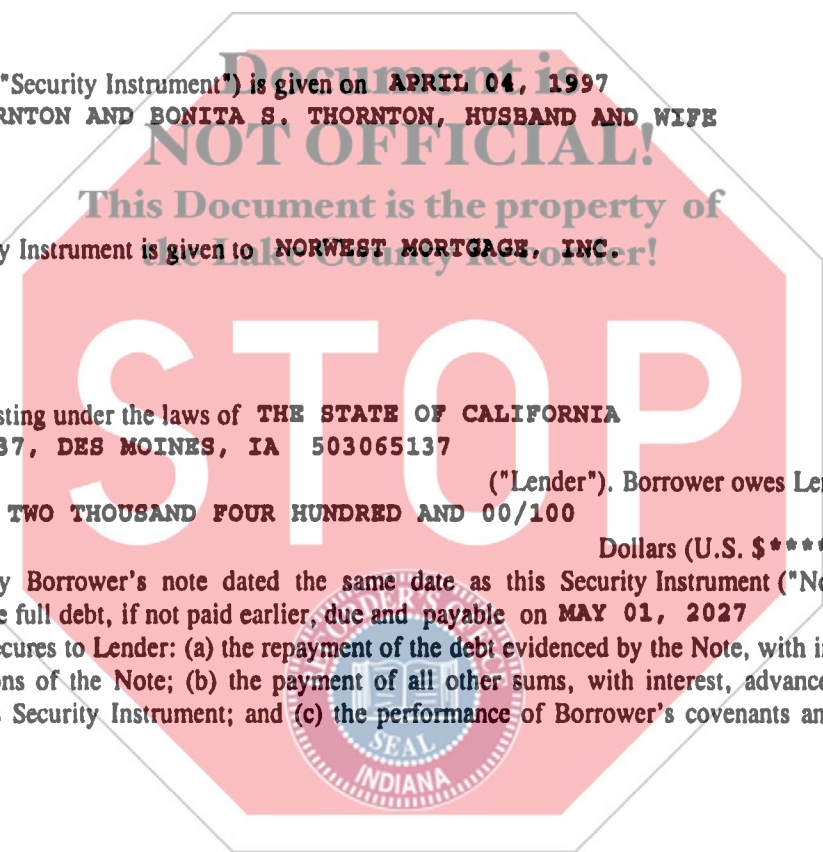 Document is
"Security Instrument") is given on APRIL 04, 1997
RNTON AND BONITA S. THORNTON, HUSBAND AND WIFE
NOT OFFICIAL!
This Document is the property of
y Instrument is given to NORWEST MORTGAGE, INC.
the Lake County Recorder!
STOP
sting under the laws of THE STATE OF CALIFORNIA
37, DES MOINES, IA 503065137
("Lender"). Borrower owes Le
TWO THOUSAND FOUR HUNDRED AND 00/100
Dollars (U.S. $****
y Borrower's note dated the same date as this Security Instrument ("No
e full debt, if not paid earlier, due and payable on MAY 01, 2027
cures to Lender: (a) the repayment of the debt evidenced by the Note, with i
ons of the Note; (b) the payment of all other sums, with interest, advance
s Security Instrument; and (c) the performance of Borrower's covenants an
SEAL
INDIANA